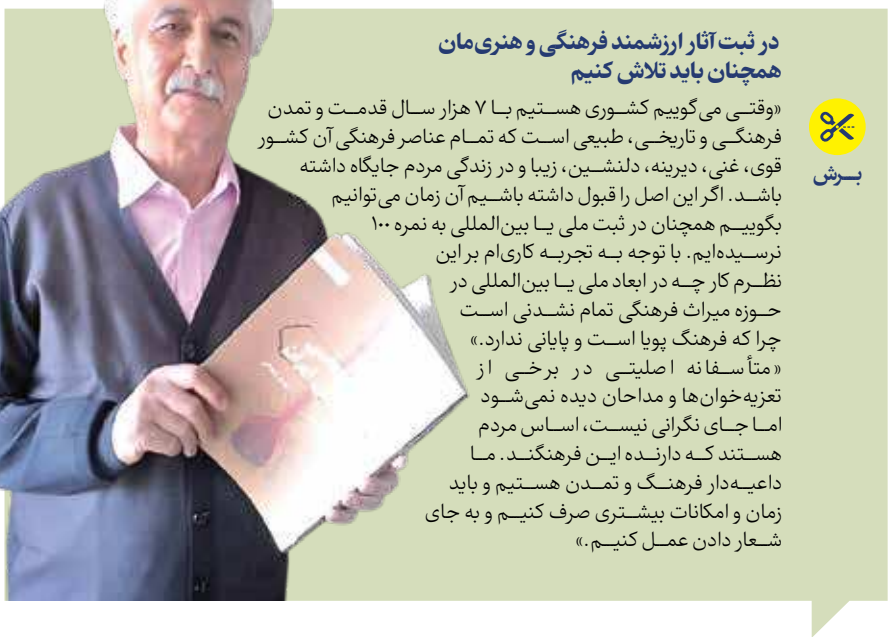 در ثبت آثار ارزشمند فرهنگی و هنری‌مان
همچنان باید تلاش کنیم
«وقتی می‌گوییم کشوری هستیم با ۷ هزار سال قدمت و تمدن
فرهنگی و تاریخی، طبیعی است که تمام عناصر فرهنگی آن کشور
قوی، غنی، دیرینه، دلنشین، زیبا و در زندگی مردم جایگاه داشته
باشد. اگر این اصل را قبول داشته باشیم آن زمان می‌توانیم
بگوییم همچنان در ثبت ملی یا بین‌المللی به نمره ۱۰۰
نرسیده‌ایم. با توجه به تجربه کاری‌ام بر این
نظرم کار چه در ابعاد ملی یا بین‌المللی در
حوزه میراث فرهنگی تمام نشدنی است
چرا که فرهنگ پویا است و پایانی ندارد.»
«متأسفانه اصلیتی در برخی از
تعزیه‌خوان‌ها و مداحان دیده نمی‌شود
اما جای نگرانی نیست، اساس مردم
هستند که دارنده این فرهنگند. ما
داعیه‌دار فرهنگ و تمدن هستیم و باید
زمان و امکانات بیشتری صرف کنیم و به جای
شعار دادن عمل کنیم.»
برش